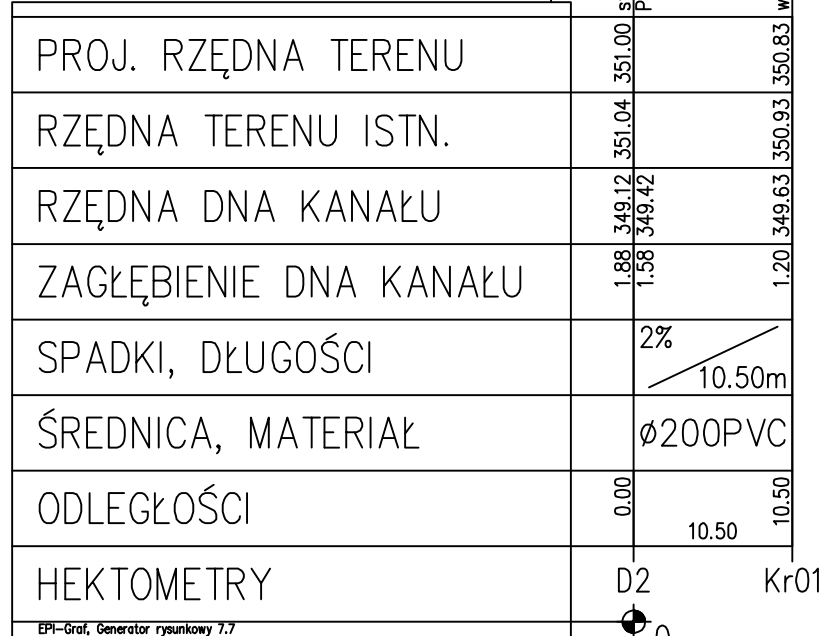 PROJ. RZĘDNA TERENU 351.00 350.83
RZĘDNA TERENU ISTN. 351.04 350.93
RZĘDNA DNA KANAŁU 349.12 349.42 349.63
ZAGŁĘBIENIE DNA KANAŁU 1.88 1.58 1.20
SPADKI, DŁUGOŚCI 2% 10.50m
ŚREDNICA, MATERIAŁ ø200PVC
ODLEGŁOŚCI 0.00 10.50 10.50
HEKTOMETRY D2 Kr01
EPI-Graf, Generator rysunkowy 7.7